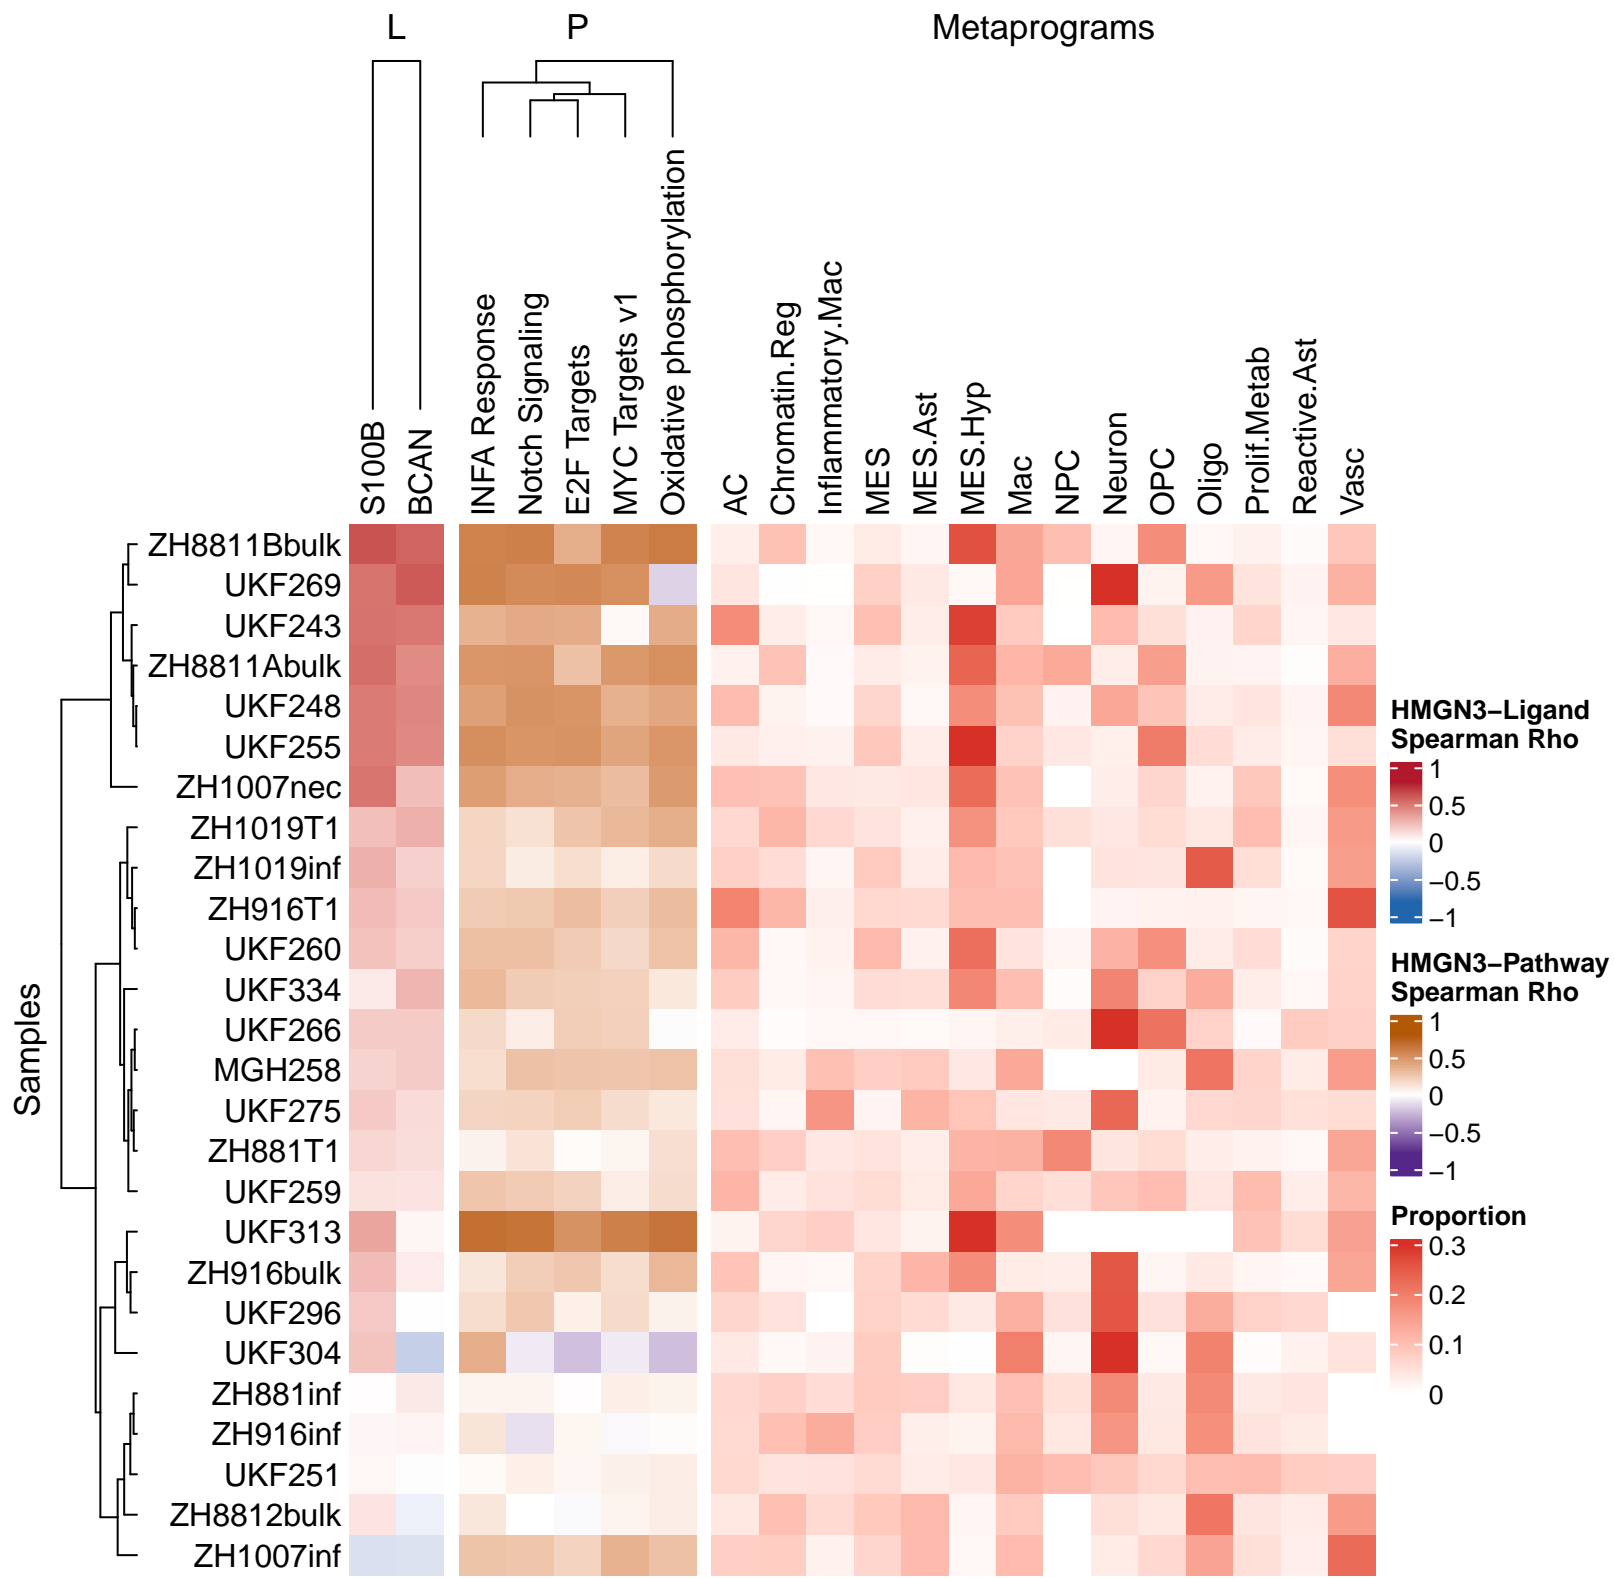 L
P
Metaprograms
S100B
BCAN
INFA Response
Notch Signaling
E2F Targets
MYC Targets v1
Oxidative phosphorylation
AC
Chromatin.Reg
Inflammatory.Mac
MES
MES.Ast
MES.Hyp
Mac
NPC
Neuron
OPC
Oligo
Prolif.Metab
Reactive.Ast
Vasc
Samples
ZH8811Bbulk
UKF269
UKF243
ZH8811Abulk
UKF248
UKF255
ZH1007nec
ZH1019T1
ZH1019inf
ZH916T1
UKF260
UKF334
UKF266
MGH258
UKF275
ZH881T1
UKF259
UKF313
ZH916bulk
UKF296
UKF304
ZH881inf
ZH916inf
UKF251
ZH8812bulk
ZH1007inf
HMGN3−Ligand
Spearman Rho
1
0.5
0
−0.5
−1
HMGN3−Pathway
Spearman Rho
1
0.5
0
−0.5
−1
Proportion
0.3
0.2
0.1
0